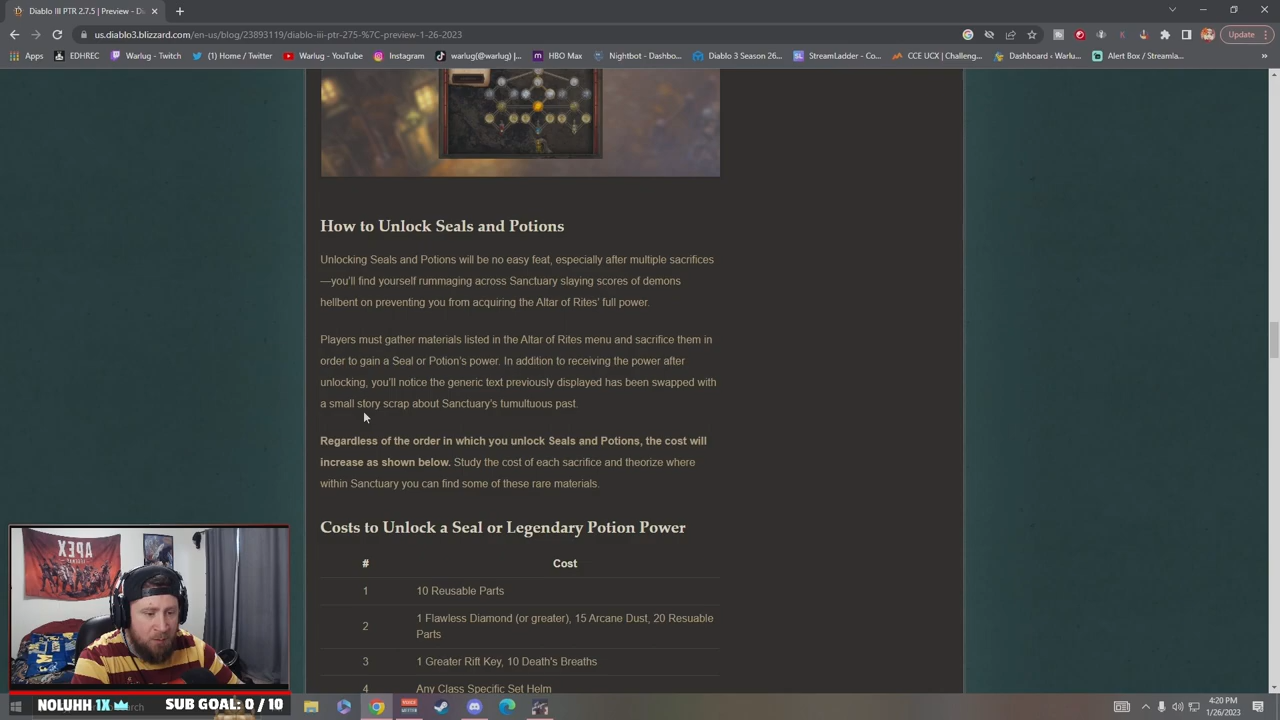 Diablo III PTR 2.7.5 | Preview -
us.diablo3.blizzard.com/en-us/blog/23893119/diablo-iii-ptr-275-%7C-preview-1-26-2023
Update
Apps EDHREC Warlug - Twitch (1) Home / Twitter Warlug - YouTube Instagram warlug(@warlug) |... HBO Max Nightbot - Dashbo... Diablo 3 Season 26... StreamLadder - Co... CCE UCX | Challeng... Dashboard < Warlu... Alert Box / Streamla... »
How to Unlock Seals and Potions
Unlocking Seals and Potions will be no easy feat, especially after multiple sacrifices
—you'll find yourself rummaging across Sanctuary slaying scores of demons
hellbent on preventing you from acquiring the Altar of Rites' full power.
Players must gather materials listed in the Altar of Rites menu and sacrifice them in
order to gain a Seal or Potion's power. In addition to receiving the power after
unlocking, you'll notice the generic text previously displayed has been swapped with
a small story scrap about Sanctuary's tumultuous past.
Regardless of the order in which you unlock Seals and Potions, the cost will
increase as shown below. Study the cost of each sacrifice and theorize where
within Sanctuary you can find some of these rare materials.
Costs to Unlock a Seal or Legendary Potion Power
# Cost
1 10 Reusable Parts
2 1 Flawless Diamond (or greater), 15 Arcane Dust, 20 Resuable
Parts
3 1 Greater Rift Key, 10 Death's Breaths
4 Any Class Specific Set Helm
APEX
NOLUHH 1X SUB GOAL: 0 / 10
4:20 PM
1/26/2023